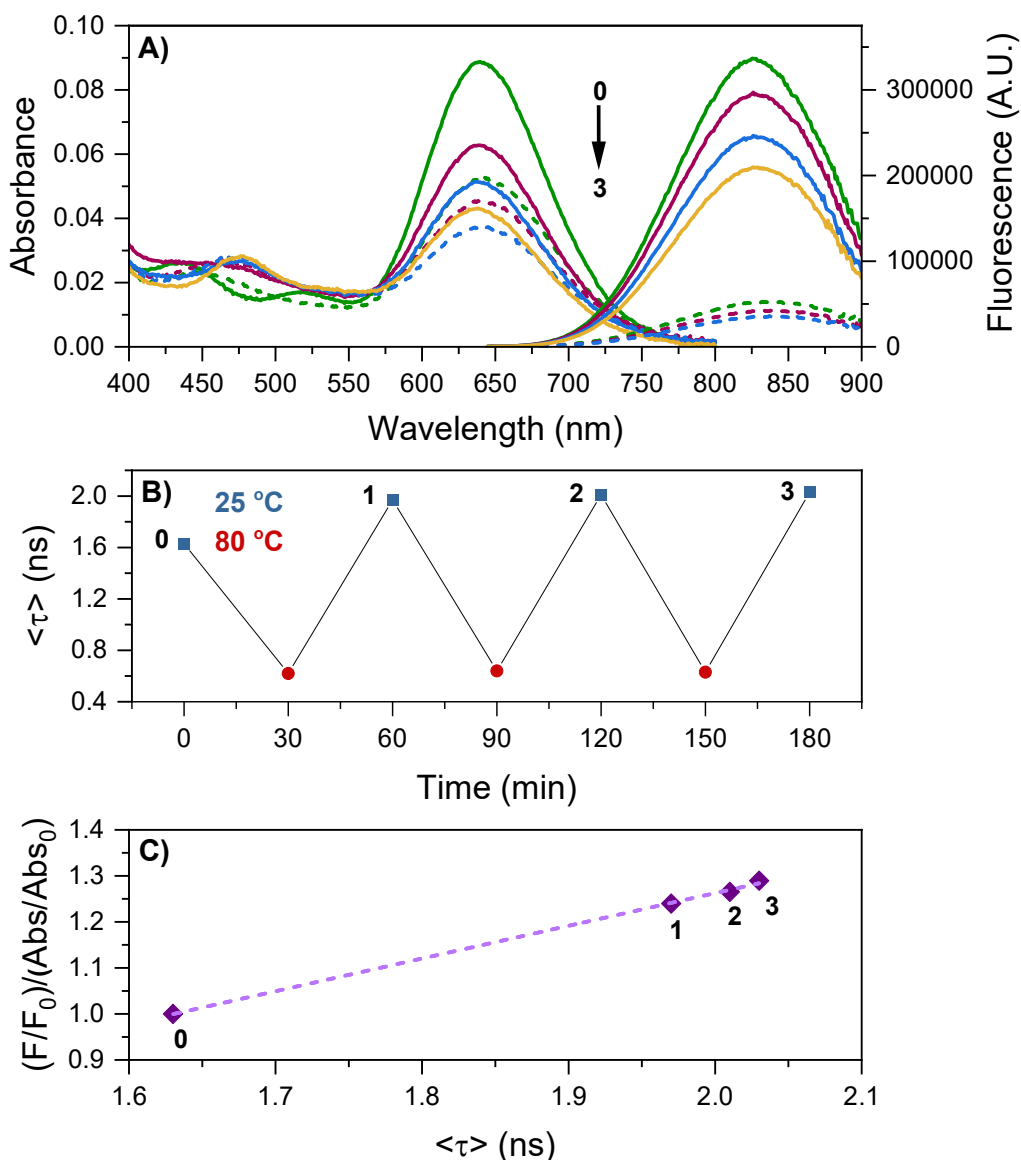 A)
0.10
0.08
0.06
0.04
0.02
0.00
Absorbance
0
3
300000
200000
100000
0
Fluorescence (A.U.)
400 450 500 550 600 650 700 750 800 850 900
Wavelength (nm)
B)
25 °C
80 °C
2.0
1.6
1.2
0.8
0.4
<τ> (ns)
0
1
2
3
0 30 60 90 120 150 180
Time (min)
C)
1.4
1.3
1.2
1.1
1.0
0.9
(F/F₀)/(Abs/Abs₀)
0
1
2
3
1.6 1.7 1.8 1.9 2.0 2.1
<τ> (ns)